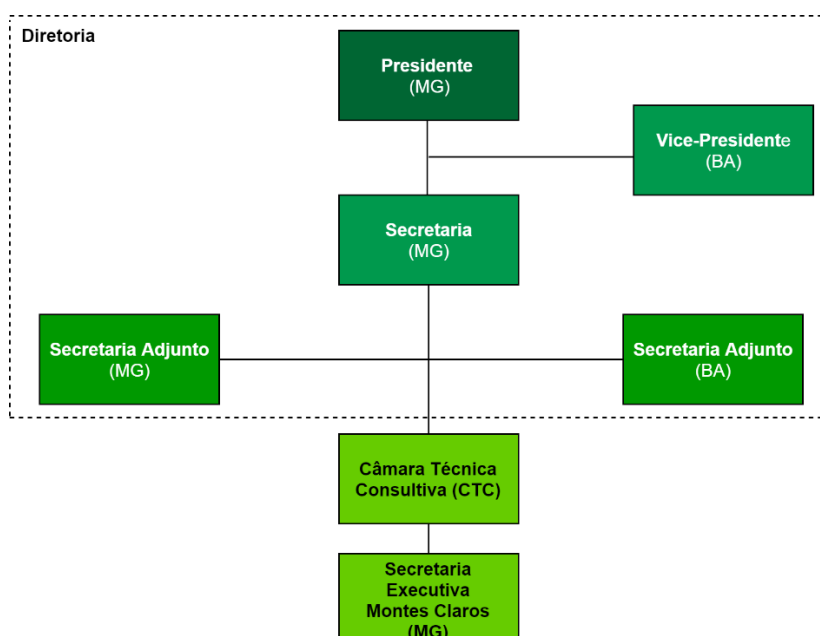 Diretoria
Presidente
(MG)
Vice-Presidente
(BA)
Secretaria
(MG)
Secretaria Adjunto
(MG)
Secretaria Adjunto
(BA)
Câmara Técnica
Consultiva (CTC)
Secretaria
Executiva
Montes Claros
(MG)